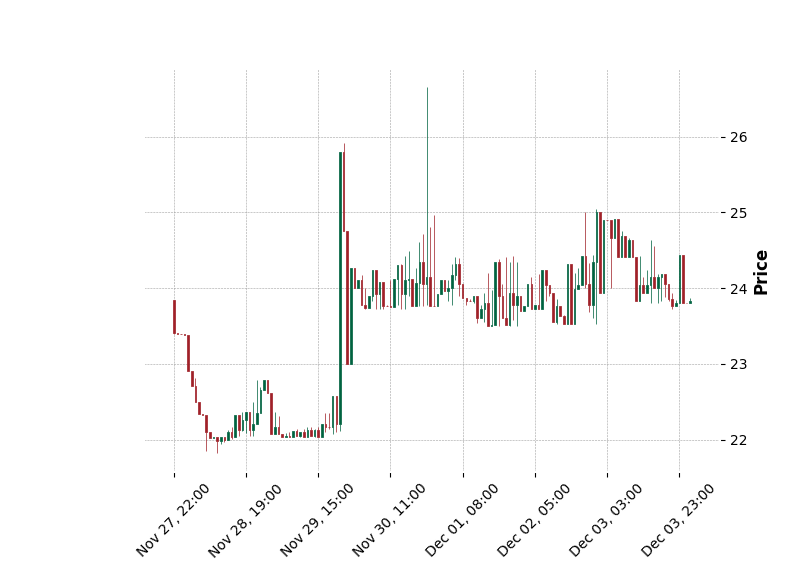 26
25
24
23
22
Price
Nov 27, 22:00
Nov 28, 19:00
Nov 29, 15:00
Nov 30, 11:00
Dec 01, 08:00
Dec 02, 05:00
Dec 03, 03:00
Dec 03, 23:00